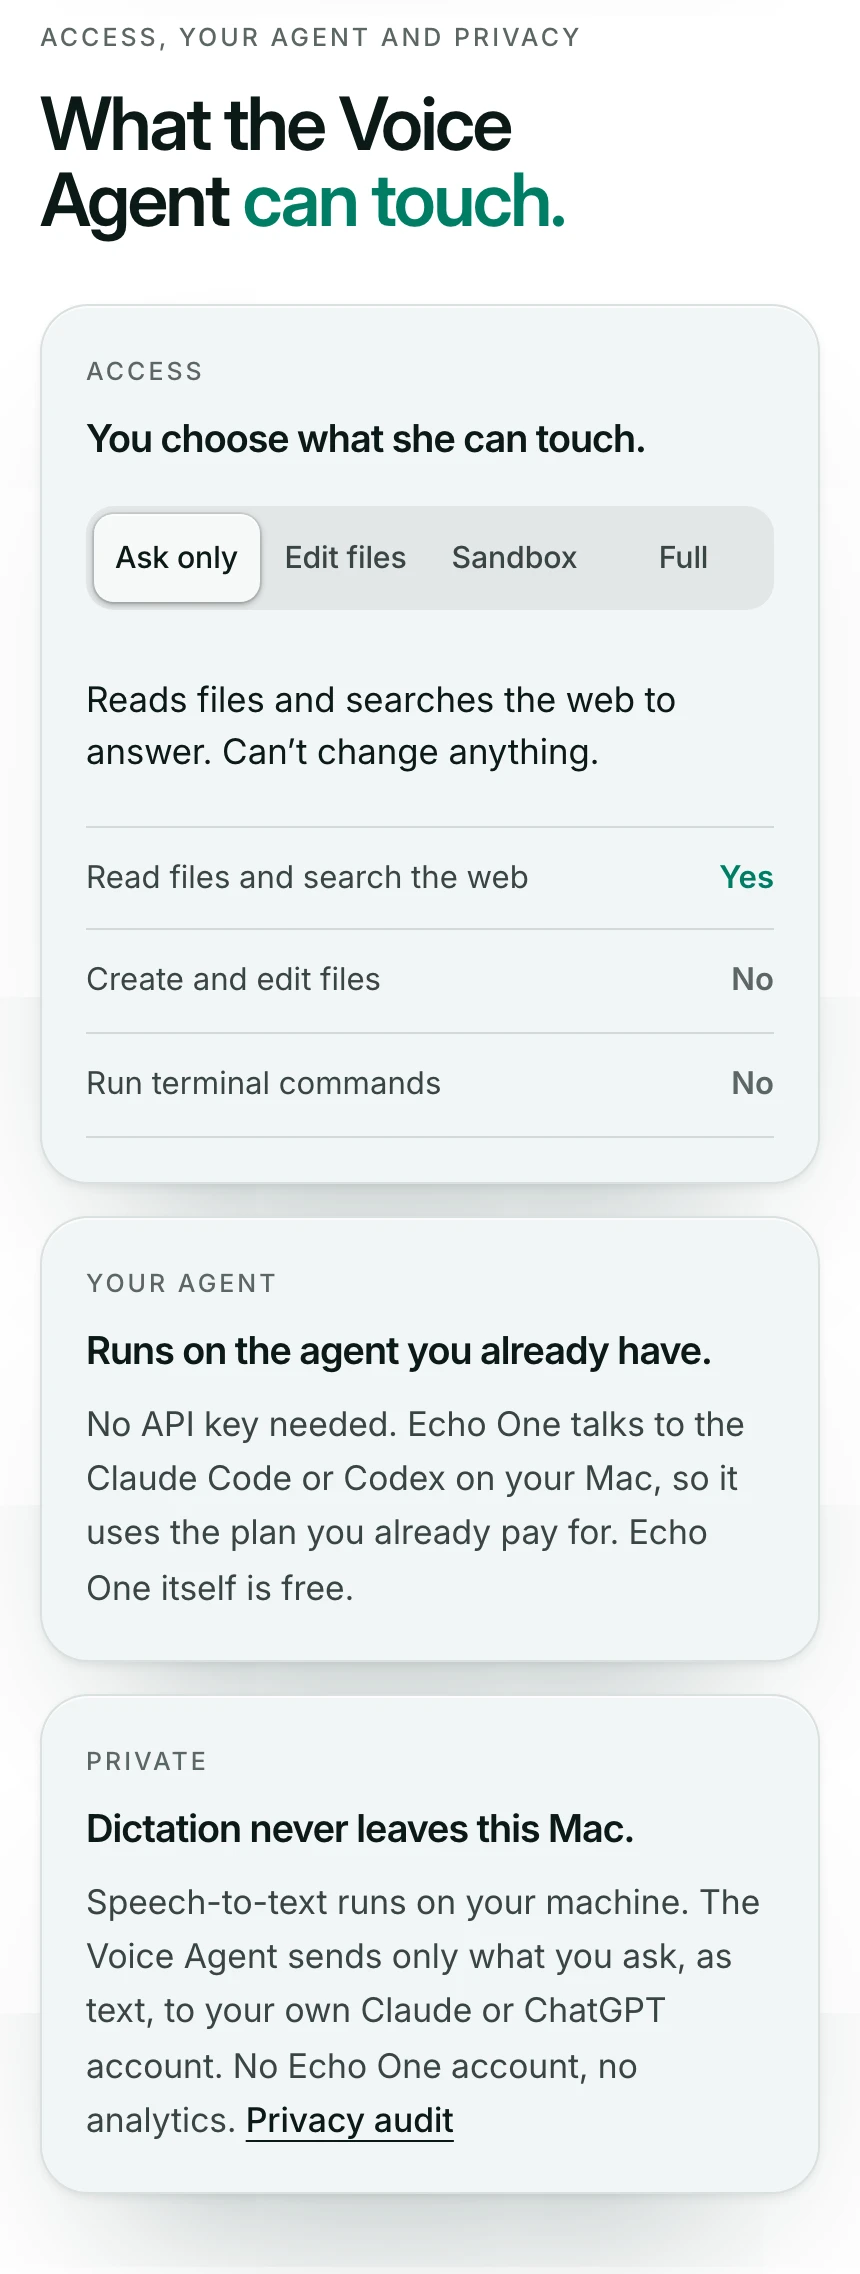 ACCESS, YOUR AGENT AND PRIVACY
What the Voice
Agent can touch.
ACCESS
You choose what she can touch.
Ask only Edit files Sandbox Full
Reads files and searches the web to
answer. Can’t change anything.
Read files and search the web Yes
Create and edit files No
Run terminal commands No
YOUR AGENT
Runs on the agent you already have.
No API key needed. Echo One talks to the
Claude Code or Codex on your Mac, so it
uses the plan you already pay for. Echo
One itself is free.
PRIVATE
Dictation never leaves this Mac.
Speech-to-text runs on your machine. The
Voice Agent sends only what you ask, as
text, to your own Claude or ChatGPT
account. No Echo One account, no
analytics. Privacy audit